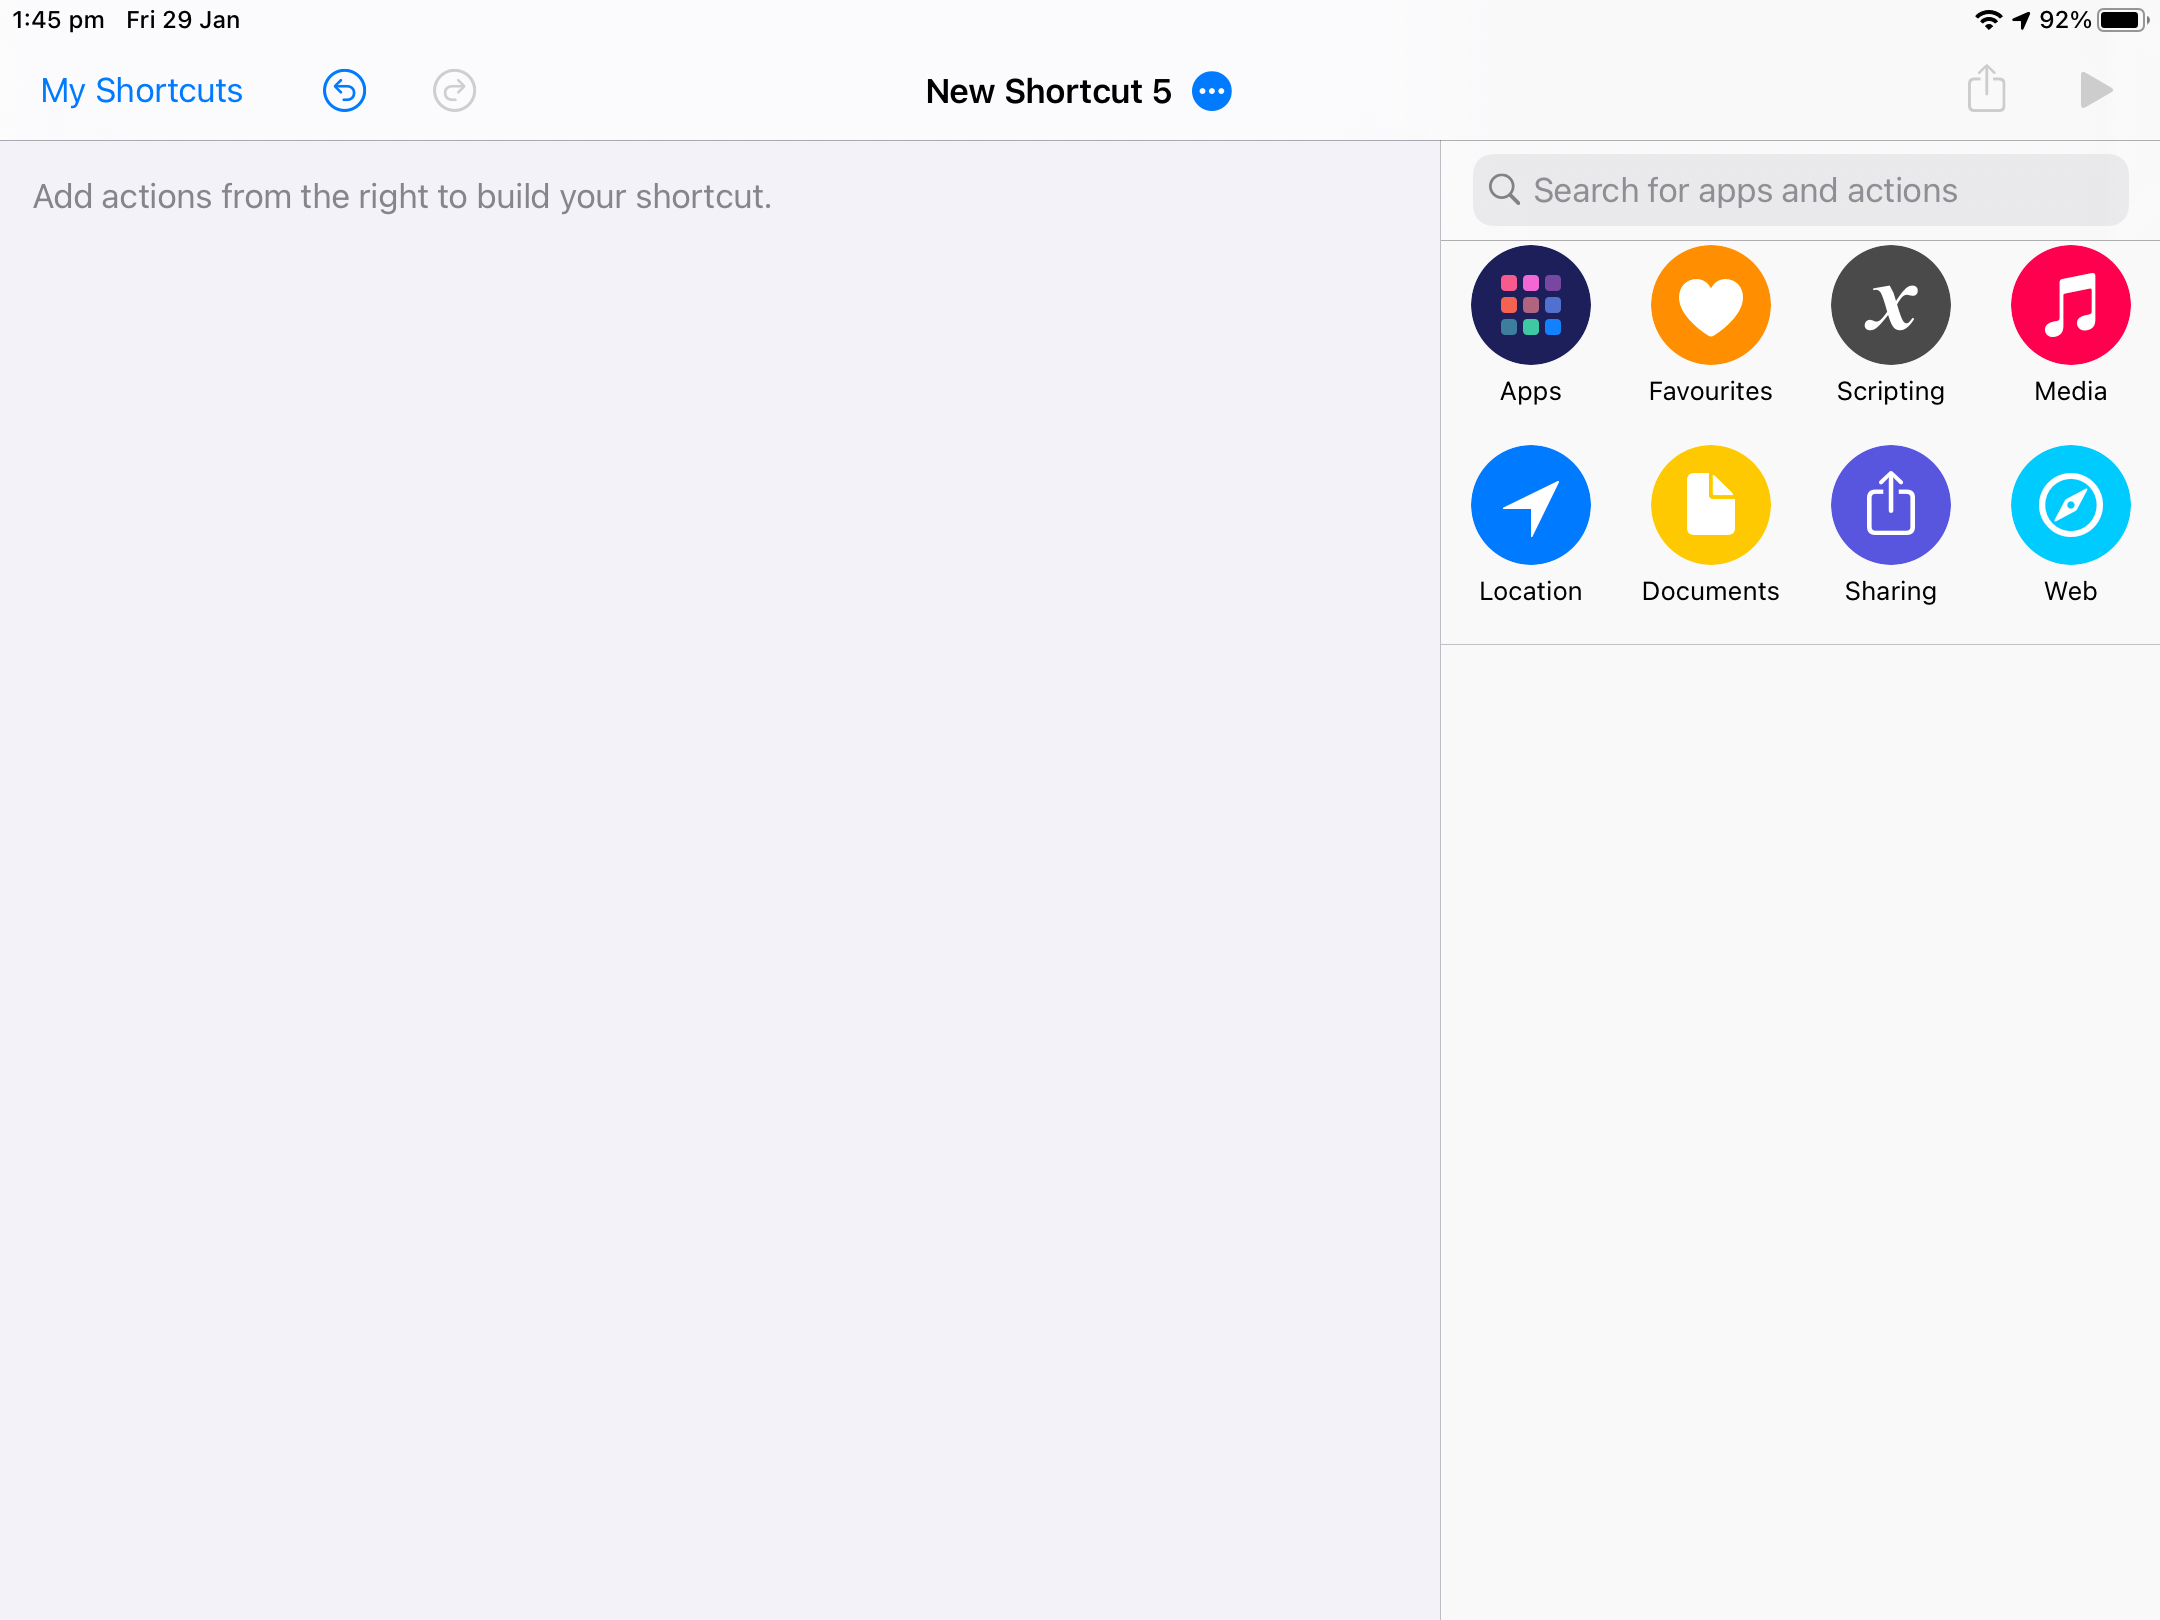 1:45 pm Fri 29 Jan 92%
My Shortcuts New Shortcut 5
Add actions from the right to build your shortcut.
Search for apps and actions
Apps Favourites Scripting Media
Location Documents Sharing Web